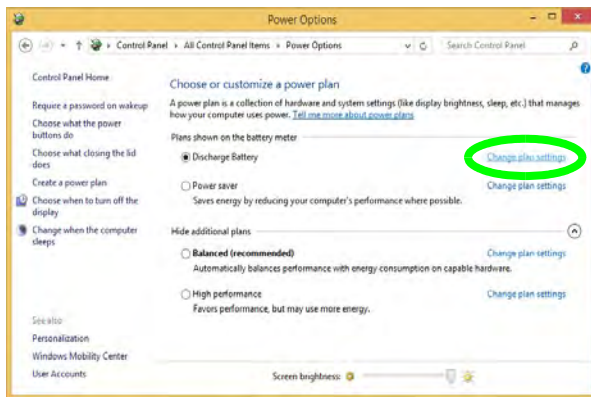 Power Options
Control Panel › All Control Panel Items › Power Options
Search Control Panel
Control Panel Home
Require a password on wakeup
Choose what the power
buttons do
Choose what closing the lid
does
Create a power plan
Choose when to turn off the
display
Change when the computer
sleeps
See also
Personalization
Windows Mobility Center
User Accounts
Choose or customize a power plan
A power plan is a collection of hardware and system settings (like display brightness, sleep, etc.) that manages
how your computer uses power. Tell me more about power plans
Plans shown on the battery meter
Discharge Battery Change plan settings
Power saver Change plan settings
Saves energy by reducing your computer's performance where possible.
Hide additional plans
Balanced (recommended) Change plan settings
Automatically balances performance with energy consumption on capable hardware.
High performance Change plan settings
Favors performance, but may use more energy.
Screen brightness: